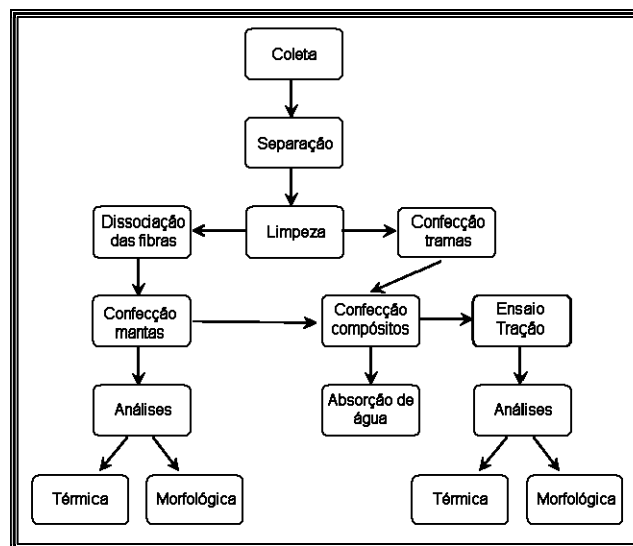 Coleta
Separação
Dissociação
das fibras
Limpeza
Confecção
tramas
Confecção
mantas
Confecção
compósitos
Ensaio
Tração
Análises
Absorção de
água
Análises
Térmica
Morfológica
Térmica
Morfológica